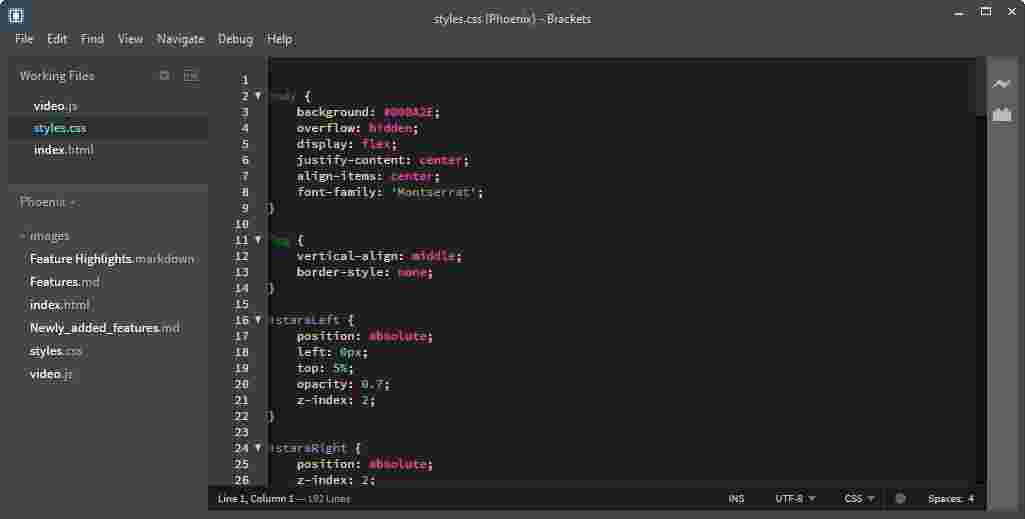 styles.css (Phoenix) - Brackets
File Edit Find View Navigate Debug Help
Working Files
video.js
styles.css
index.html
Phoenix
images
Feature Highlights.markdown
Features.md
index.html
Newly_added_features.md
styles.css
video.js
1
2 body {
3 background: #000A2E;
4 overflow: hidden;
5 display: flex;
6 justify-content: center;
7 align-items: center;
8 font-family: 'Montserrat';
9 }
10
11 {
12 vertical-align: middle;
13 border-style: none;
14 }
15
16 #starsLeft {
17 position: absolute;
18 left: 0px;
19 top: 5%;
20 opacity: 0.7;
21 z-index: 2;
22 }
23
24 #starsRight {
25 position: absolute;
26 z-index: 2;
Line 1, Column 1 — 192 Lines
INS UTF-8 CSS Spaces: 4